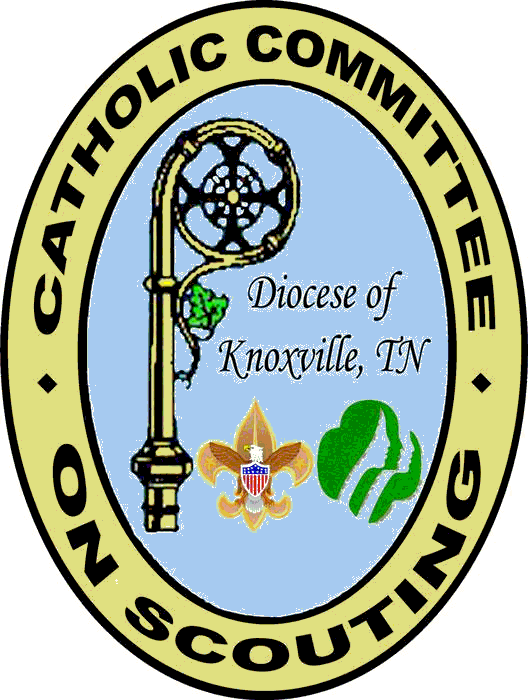 CATHOLIC COMMITTEE
Diocese of
Knoxville, TN
ON SCOUTING